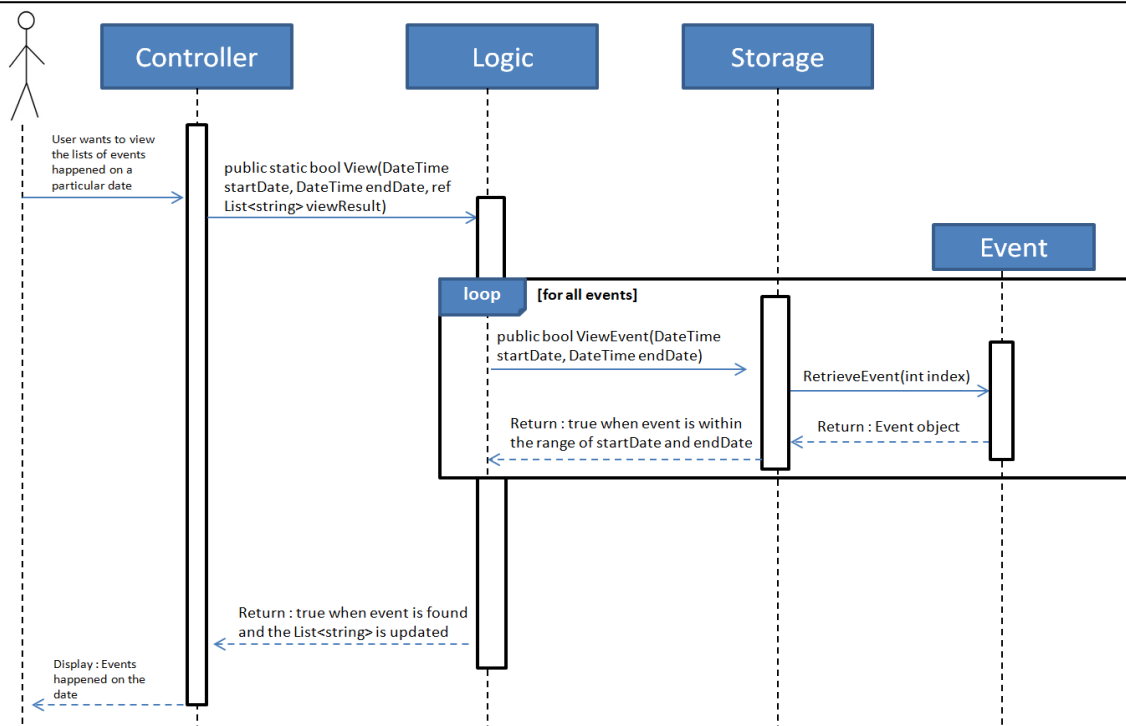 Controller
Logic
Storage
User wants to view
the lists of events
happened on a
particular date
public static bool View(DateTime
startDate, DateTime endDate, ref
List<string> viewResult)
Event
loop
[for all events]
public bool ViewEvent(DateTime
startDate, DateTime endDate)
RetrieveEvent(int index)
Return : true when event is within
the range of startDate and endDate
Return : Event object
Return : true when event is found
and the List<string> is updated
Display : Events
happened on the
date